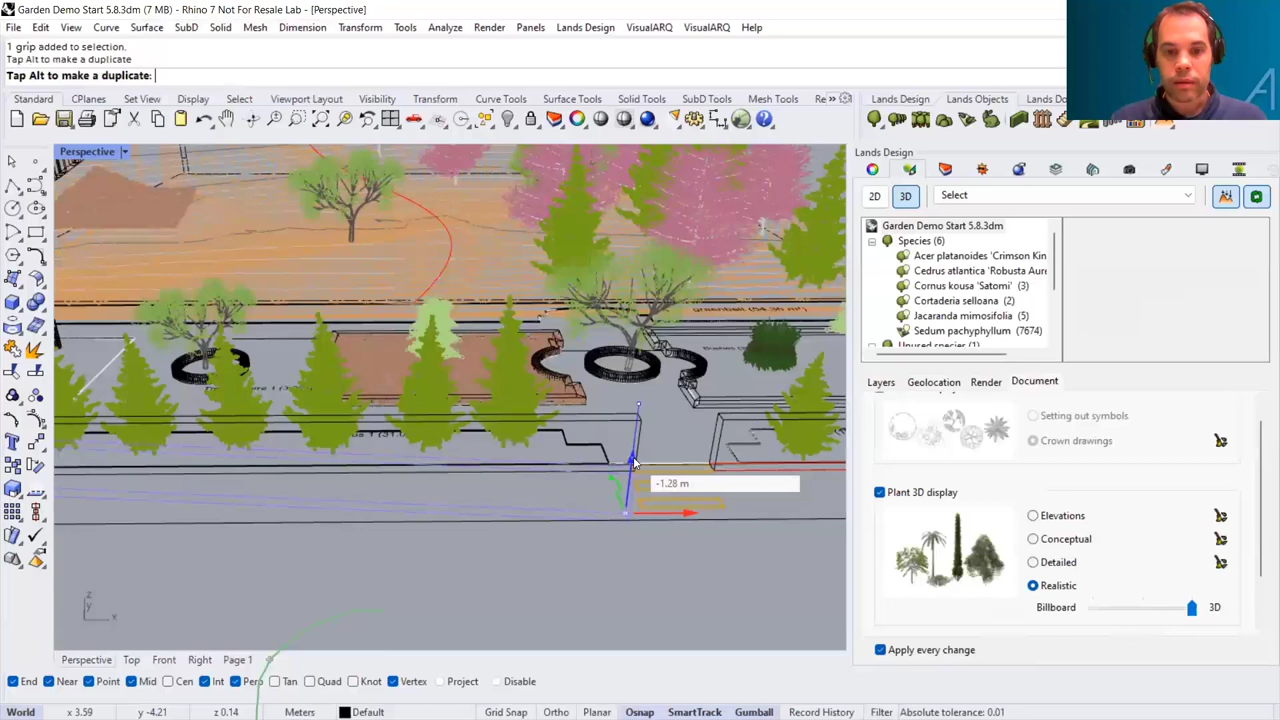 Garden Demo Start 5.8.3dm (7 MB) - Rhino 7 Not For Resale Lab - [Perspective]
File Edit View Curve Surface SubD Solid Mesh Dimension Transform Tools Analyze Render Panels Lands Design VisualARQ VisualARQ Help
1 grip added to selection.
Tap Alt to make a duplicate
Tap Alt to make a duplicate:
Standard CPlanes Set View Display Select Viewport Layout Visibility Transform Curve Tools Surface Tools Solid Tools SubD Tools Mesh Tools Re »
Lands Design Lands Objects Lands Do
Perspective
Lands Design
2D 3D Select
Garden Demo Start 5.8.3dm
Species (6)
Acer platanoides 'Crimson Kin
Cedrus atlantica 'Robusta Aure
Cornus kousa 'Satomi' (3)
Cortaderia selloana (2)
Jacaranda mimosifolia (5)
Sedum pachyphyllum (7674)
Unused species (1)
Layers Geolocation Render Document
Setting out symbols
Crown drawings
Plant 3D display
Elevations
Conceptual
Detailed
Realistic
Billboard 3D
Apply every change
-1.28 m
z
y
x
Perspective Top Front Right Page 1
End Near Point Mid Cen Int Perp Tan Quad Knot Vertex Project Disable
World x 3.59 y -4.21 z 0.14 Meters Default Grid Snap Ortho Planar Osnap SmartTrack Gumball Record History Filter Absolute tolerance: 0.01